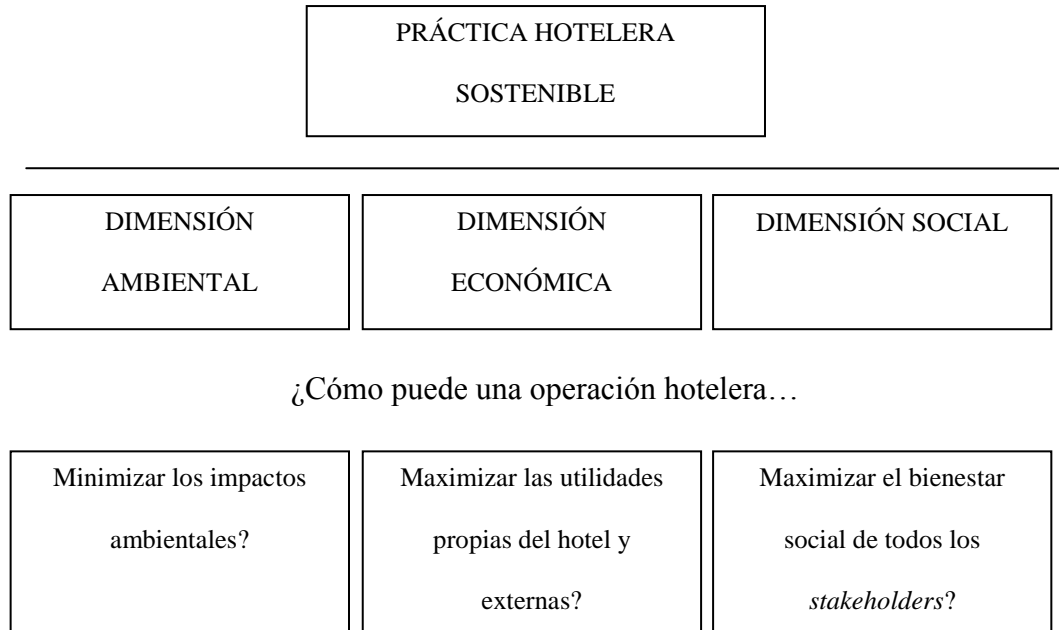 PRÁCTICA HOTELERA
SOSTENIBLE
DIMENSIÓN
AMBIENTAL
DIMENSIÓN
ECONÓMICA
DIMENSIÓN SOCIAL
¿Cómo puede una operación hotelera…
Minimizar los impactos
ambientales?
Maximizar las utilidades
propias del hotel y
externas?
Maximizar el bienestar
social de todos los
stakeholders?